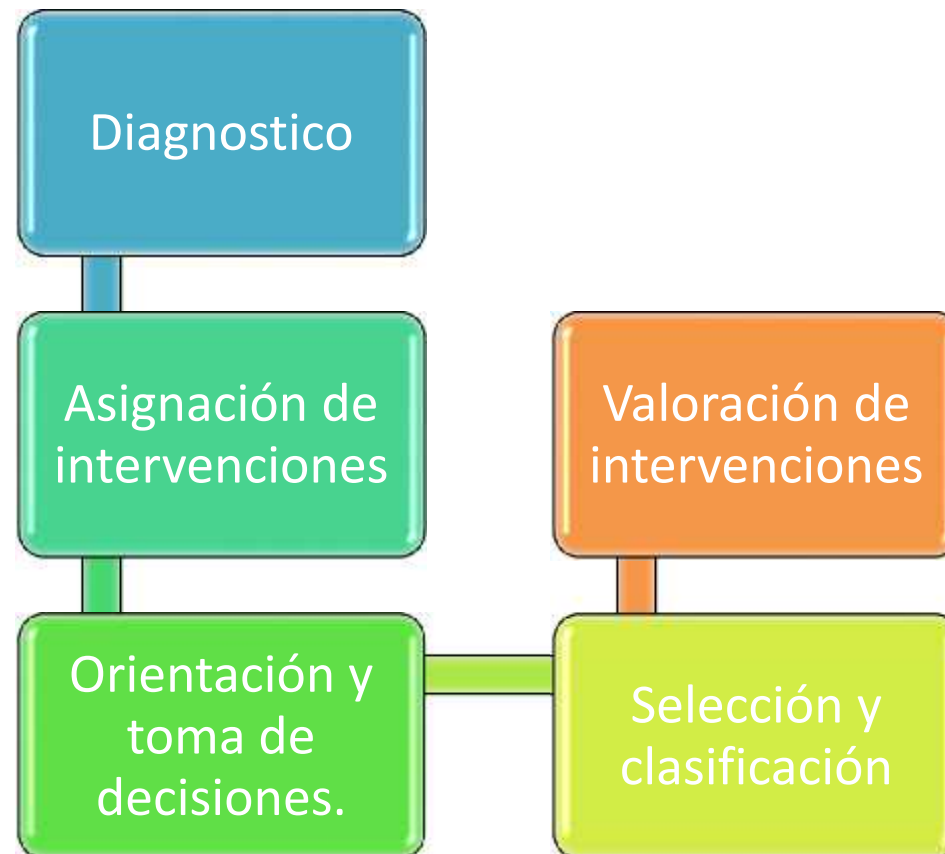 Diagnostico
Asignación de
intervenciones
Orientación y
toma de
decisiones.
Selección y
clasificación
Valoración de
intervenciones